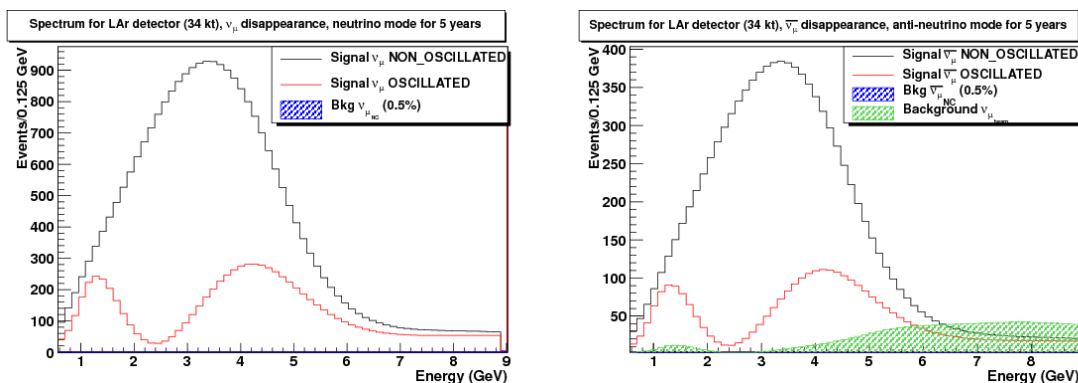 Spectrum for LAr detector (34 kt), νμ disappearance, neutrino mode for 5 years
Events/0.125 GeV
900
800
700
600
500
400
300
200
100
0
Signal νμ NON_OSCILLATED
Signal νμ OSCILLATED
Bkg νμNC (0.5%)
1 2 3 4 5 6 7 8 9
Energy (GeV)
Spectrum for LAr detector (34 kt), ν̅μ disappearance, anti-neutrino mode for 5 years
Events/0.125 GeV
400
350
300
250
200
150
100
50
Signal ν̅μ NON_OSCILLATED
Signal ν̅μ OSCILLATED
Bkg ν̅μNC (0.5%)
Background νμbeam
1 2 3 4 5 6 7 8
Energy (GeV)